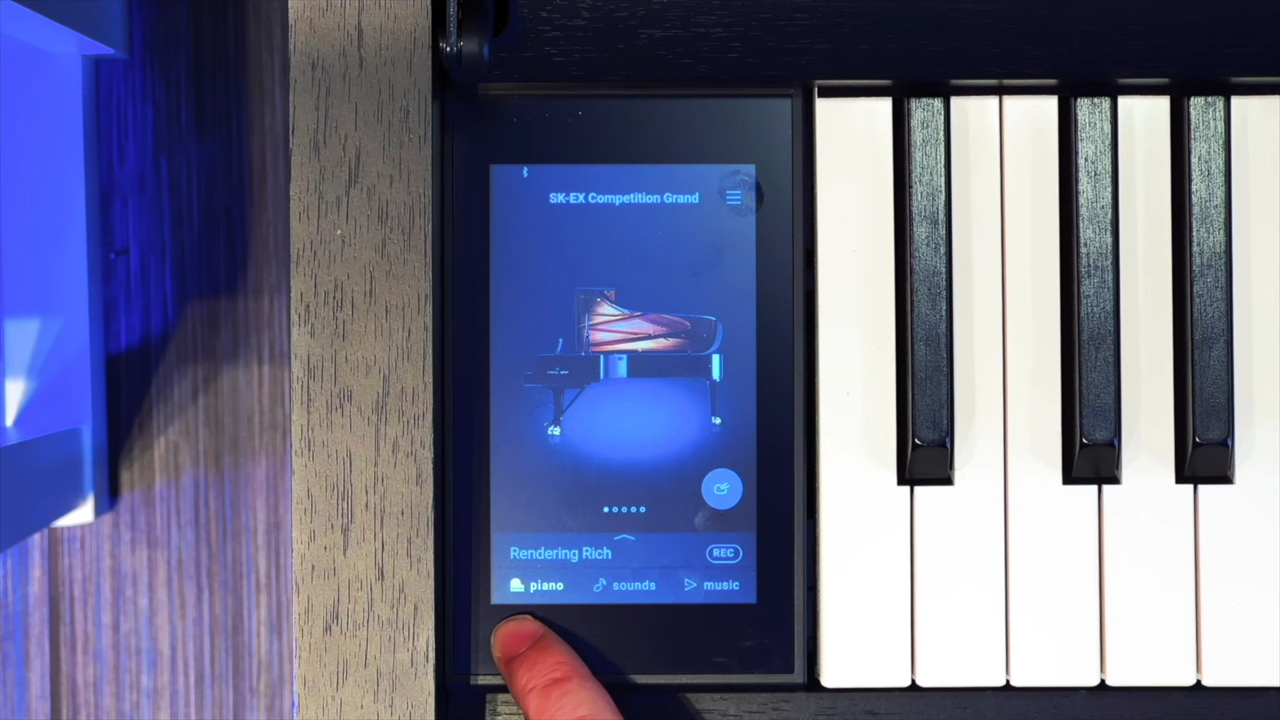 SK-EX Competition Grand
Rendering Rich
REC
piano
sounds
music